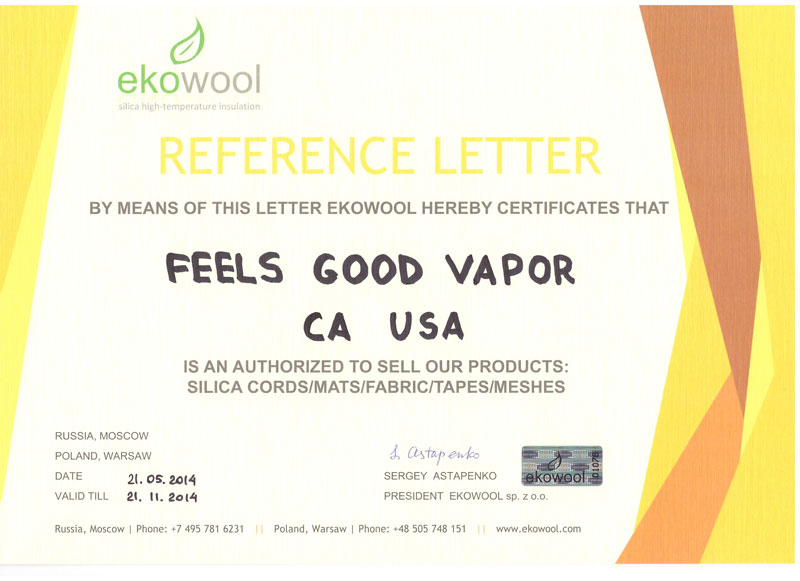 ekowool
silica high-temperature insulation
REFERENCE LETTER
BY MEANS OF THIS LETTER EKOWOOL HEREBY CERTIFICATES THAT
FEELS GOOD VAPOR
CA USA
IS AN AUTHORIZED TO SELL OUR PRODUCTS:
SILICA CORDS/MATS/FABRIC/TAPES/MESHES
RUSSIA, MOSCOW
POLAND, WARSAW
DATE 21.05.2014
VALID TILL 21.11.2014
S. Astapenko
SERGEY ASTAPENKO
PRESIDENT EKOWOOL sp. z o.o.
ekowool 01076
Russia, Moscow | Phone: +7 495 781 6231 || Poland, Warsaw | Phone: +48 505 748 151 || www.ekowool.com